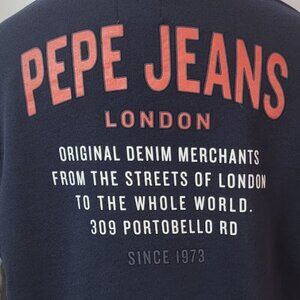 PEPE JEANS
LONDON
ORIGINAL DENIM MERCHANTS
FROM THE STREETS OF LONDON
TO THE WHOLE WORLD.
309 PORTOBELLO RD
SINCE 1973